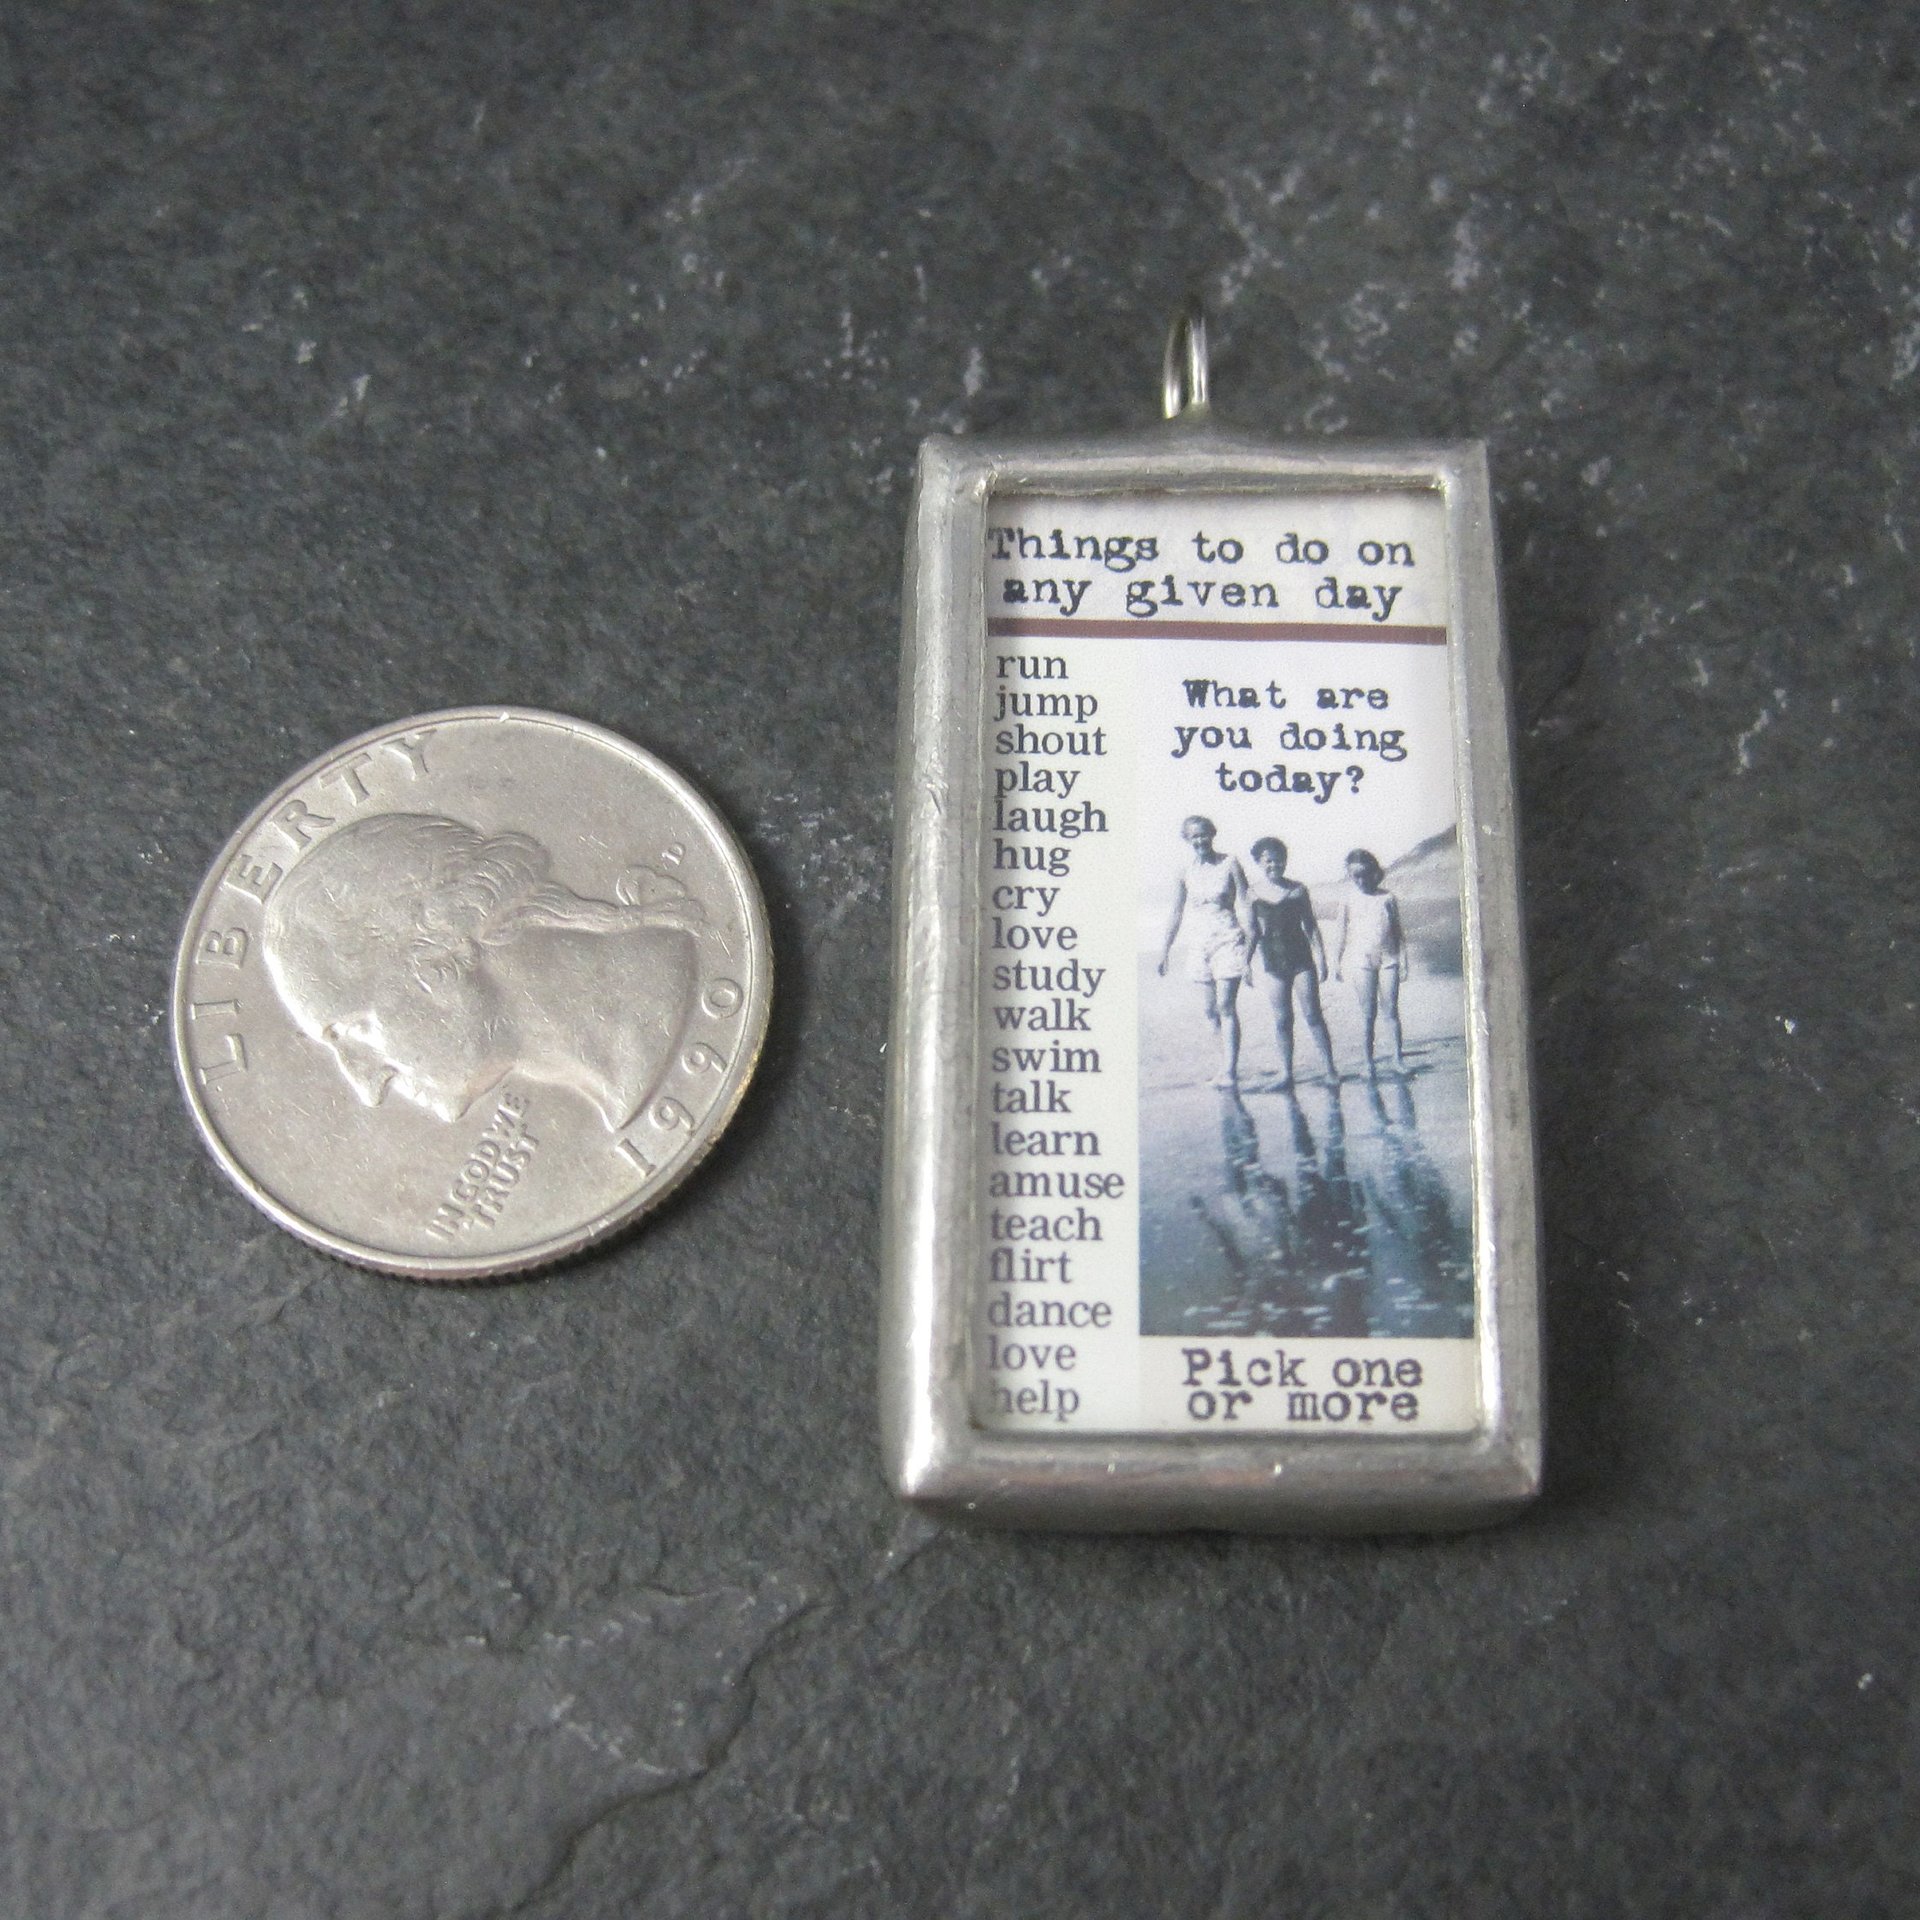 LIBERTY
IN GOD WE
TRUST
D
1990
Things to do on
any given day
run
jump
shout
play
laugh
hug
cry
love
study
walk
swim
talk
learn
amuse
teach
flirt
dance
love
help
What are
you doing
today?
Pick one
or more